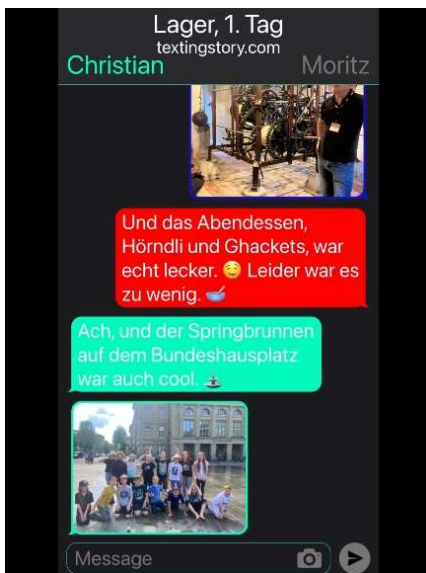 Lager, 1. Tag
textingstory.com
Christian
Moritz
Und das Abendessen,
Hörndli und Ghackets, war
echt lecker. 😋 Leider war es
zu wenig. 🥣
Ach, und der Springbrunnen
auf dem Bundeshausplatz
war auch cool. ⛲
Message